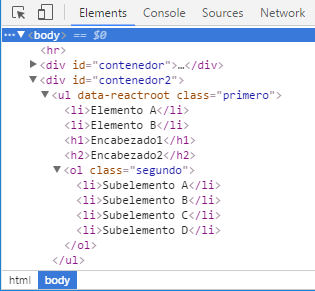 Elements Console Sources Network
<body> == $0
<hr>
<div id="contenedor">…</div>
<div id="contenedor2">
<ul data-reactroot class="primero">
<li>Elemento A</li>
<li>Elemento B</li>
<h1>Encabezado1</h1>
<h2>Encabezado2</h2>
<ol class="segundo">
<li>Subelemento A</li>
<li>Subelemento B</li>
<li>Subelemento C</li>
<li>Subelemento D</li>
</ol>
</ul>
html body